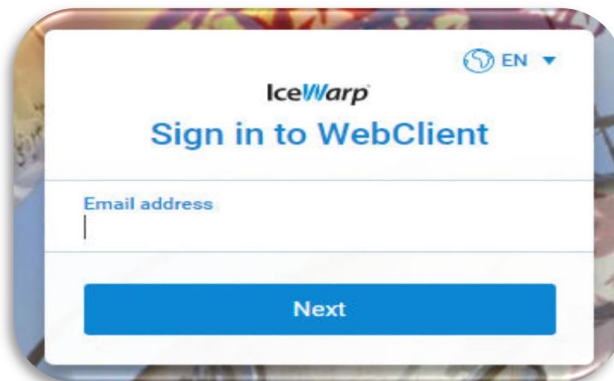 EN
IceWarp
Sign in to WebClient
Email address
Next